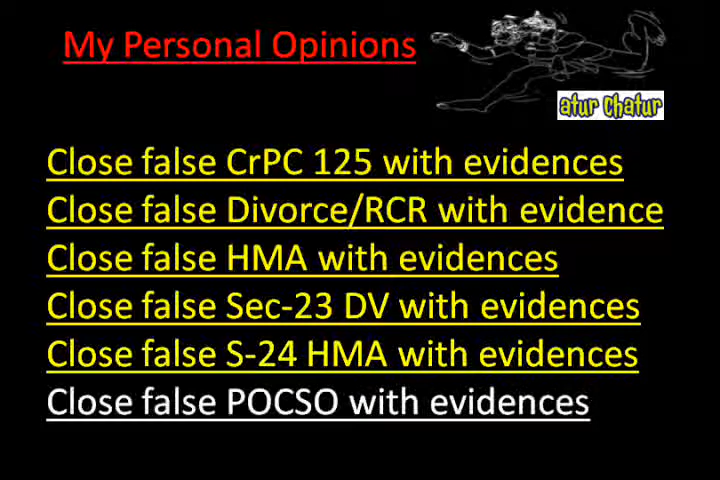 My Personal Opinions
atur chatur
Close false CrPC 125 with evidences
Close false Divorce/RCR with evidence
Close false HMA with evidences
Close false Sec-23 DV with evidences
Close false S-24 HMA with evidences
Close false POCSO with evidences